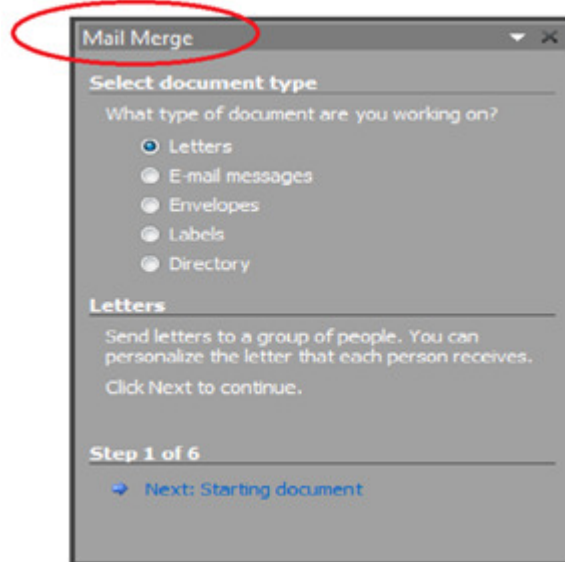 Mail Merge
Select document type
What type of document are you working on?
Letters
E-mail messages
Envelopes
Labels
Directory
Letters
Send letters to a group of people. You can
personalize the letter that each person receives.
Click Next to continue.
Step 1 of 6
Next: Starting document